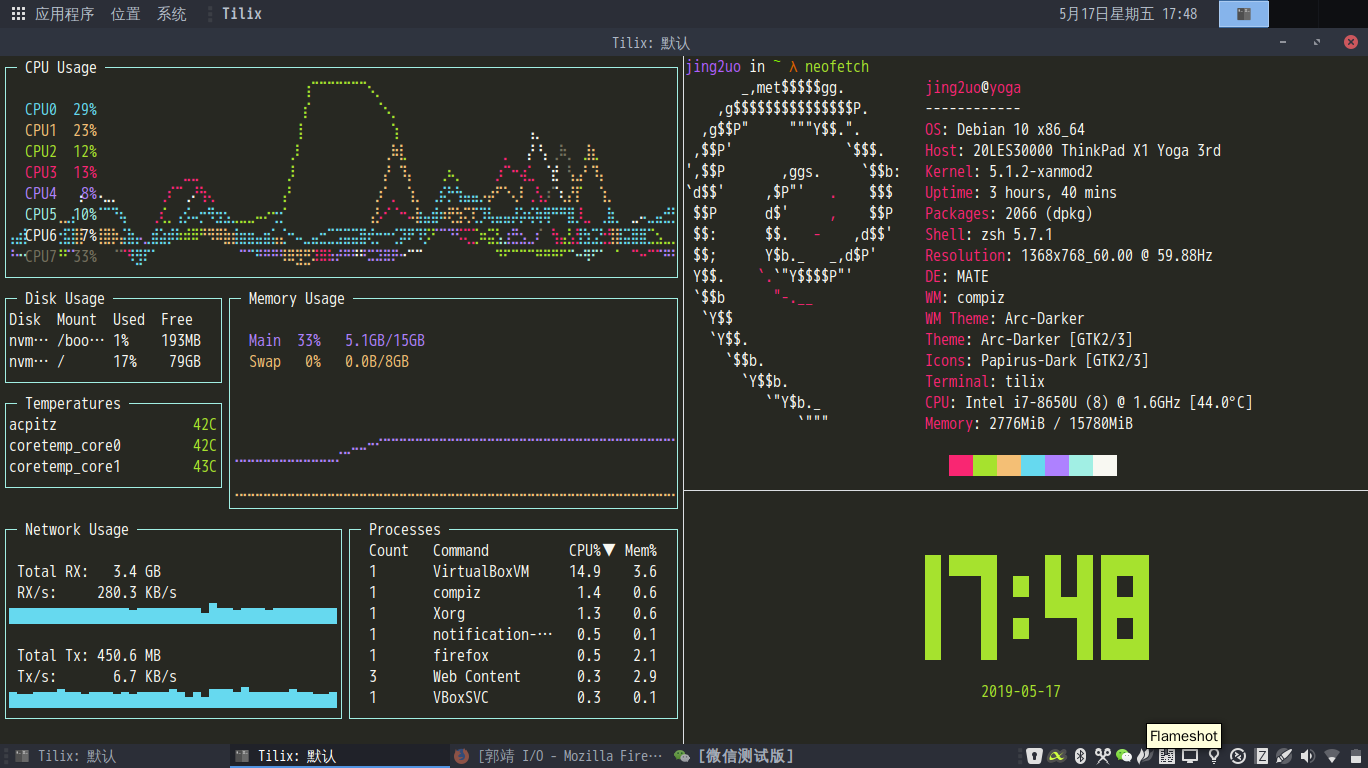 应用程序 位置 系统 Tilix 5月17日星期五 17:48
Tilix: 默认
CPU Usage
CPU0 29%
CPU1 23%
CPU2 12%
CPU3 13%
CPU4 8%
CPU5 10%
CPU6 7%
CPU7 33%
Disk Usage
Disk Mount Used Free
nvm… /boo… 1% 193MB
nvm… / 17% 79GB
Memory Usage
Main 33% 5.1GB/15GB
Swap 0% 0.0B/8GB
Temperatures
acpitz 42C
coretemp_core0 42C
coretemp_core1 43C
Network Usage
Total RX: 3.4 GB
RX/s: 280.3 KB/s
Total Tx: 450.6 MB
Tx/s: 6.7 KB/s
Processes
Count Command CPU%▼ Mem%
1 VirtualBoxVM 14.9 3.6
1 compiz 1.4 0.6
1 Xorg 1.3 0.6
1 notification-… 0.5 0.1
1 firefox 0.5 2.1
3 Web Content 0.3 2.9
1 VBoxSVC 0.3 0.1
jing2uo in ~ λ neofetch
jing2uo@yoga
------------
OS: Debian 10 x86_64
Host: 20LES30000 ThinkPad X1 Yoga 3rd
Kernel: 5.1.2-xanmod2
Uptime: 3 hours, 40 mins
Packages: 2066 (dpkg)
Shell: zsh 5.7.1
Resolution: 1368x768_60.00 @ 59.88Hz
DE: MATE
WM: compiz
WM Theme: Arc-Darker
Theme: Arc-Darker [GTK2/3]
Icons: Papirus-Dark [GTK2/3]
Terminal: tilix
CPU: Intel i7-8650U (8) @ 1.6GHz [44.0°C]
Memory: 2776MiB / 15780MiB
17:48
2019-05-17
Flameshot
Tilix: 默认 Tilix: 默认 [郭靖 I/O - Mozilla Fire… [微信测试版]